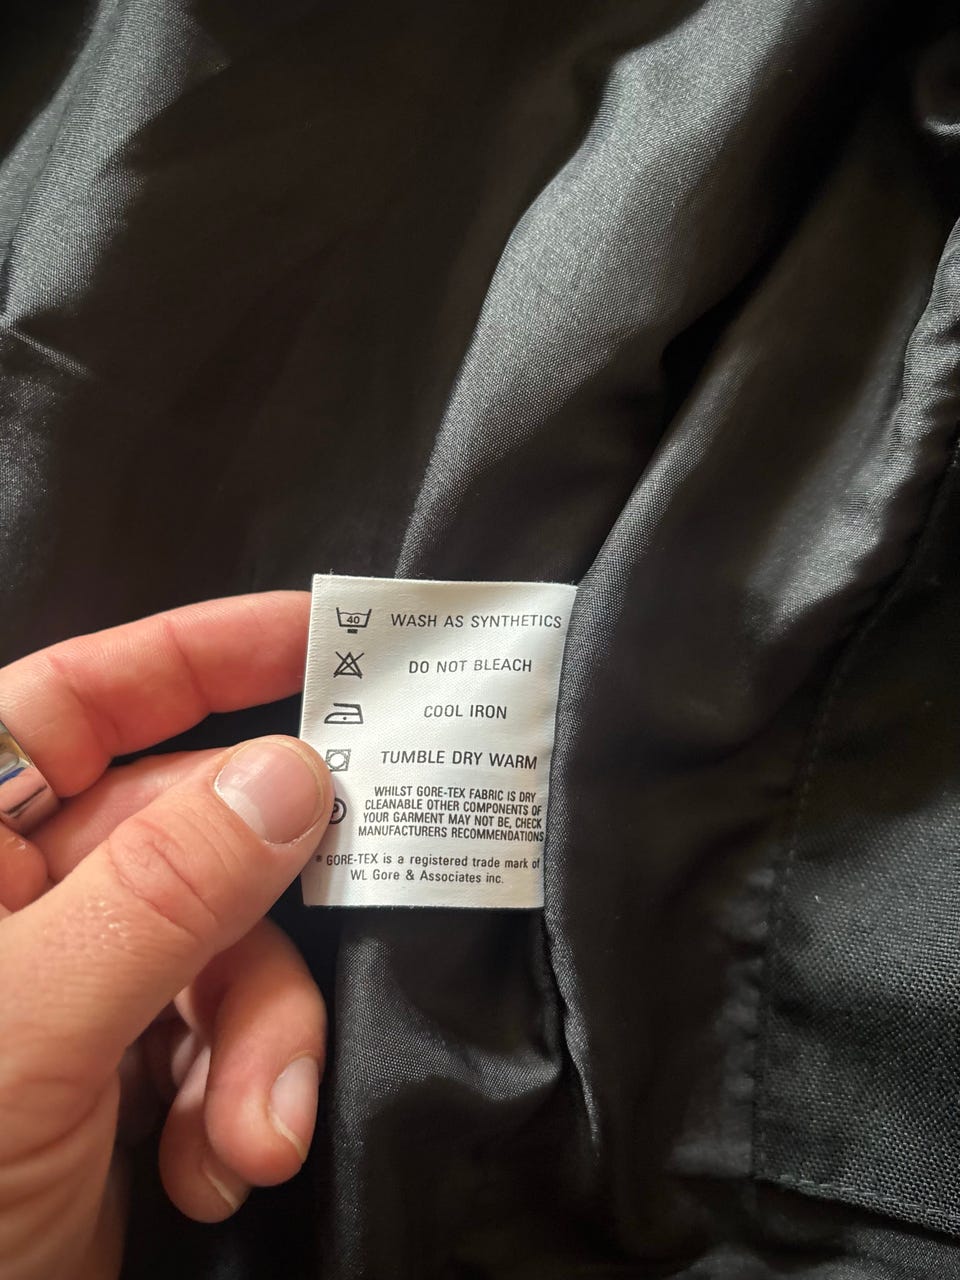 40 WASH AS SYNTHETICS
DO NOT BLEACH
COOL IRON
TUMBLE DRY WARM
WHILST GORE-TEX FABRIC IS DRY
CLEANABLE OTHER COMPONENTS OF
YOUR GARMENT MAY NOT BE, CHECK
MANUFACTURERS RECOMMENDATIONS
® GORE-TEX is a registered trade mark of
WL Gore & Associates inc.